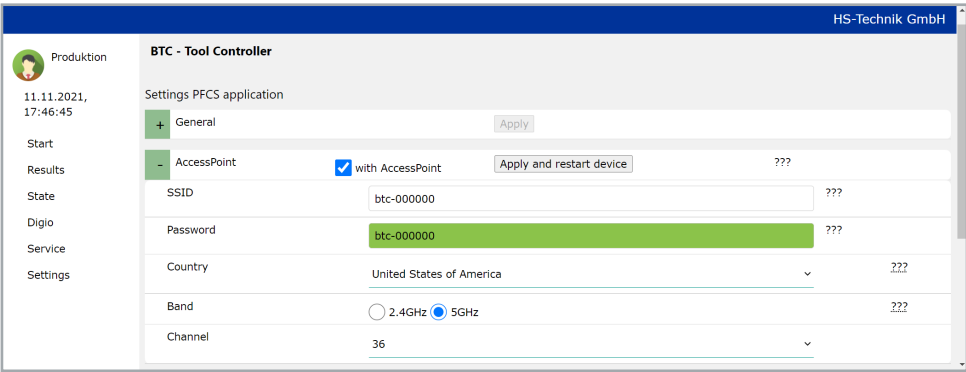 HS-Technik GmbH
Produktion
BTC - Tool Controller
11.11.2021,
17:46:45
Start
Results
State
Digio
Service
Settings
Settings PFCS application
+ General Apply
- AccessPoint with AccessPoint Apply and restart device ???
SSID btc-000000 ???
Password btc-000000 ???
Country United States of America ???
Band 2.4GHz 5GHz ???
Channel 36